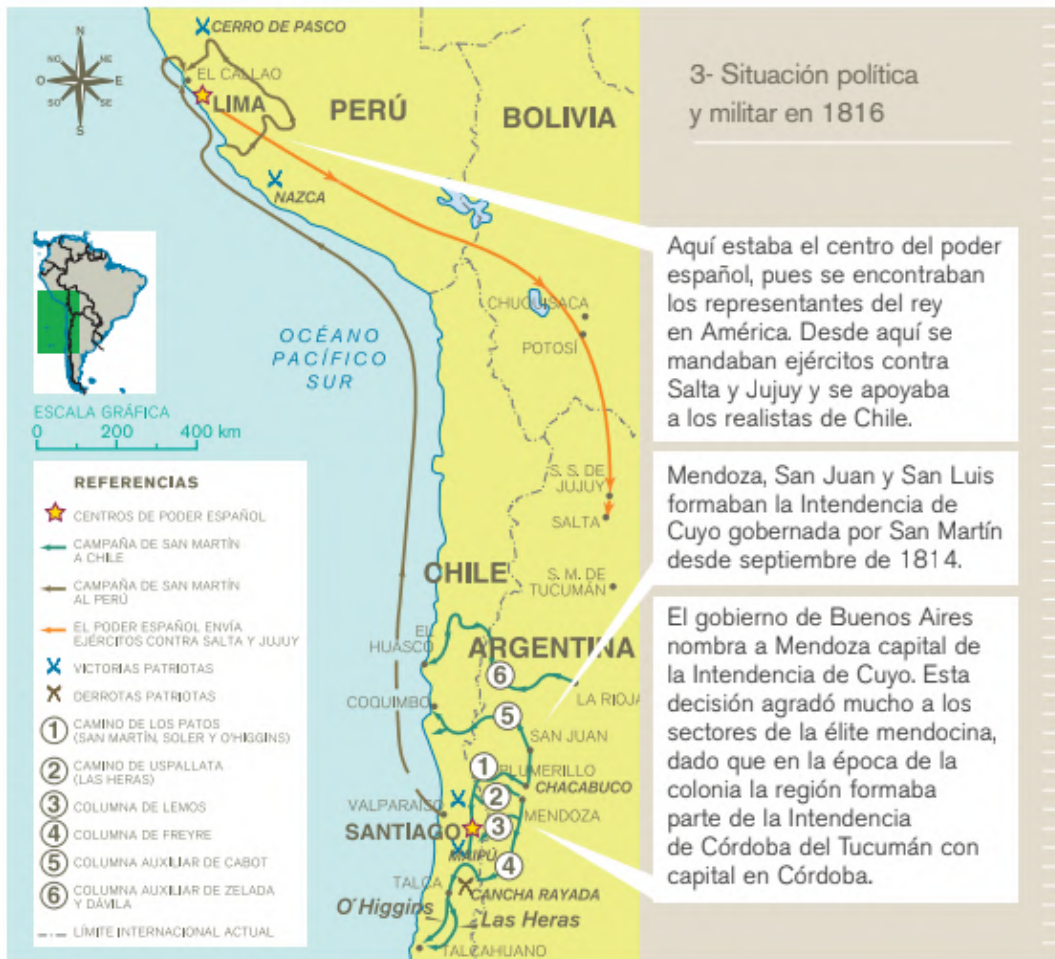 N
NO
NE
O
E
SO
SE
S
CERRO DE PASCO
EL CALLAO
LIMA
PERÚ
BOLIVIA
NAZCA
OCÉANO
PACÍFICO
SUR
CHUQUISACA
POTOSÍ
S. S. DE
JUJUY
SALTA
CHILE
S. M. DE
TUCUMÁN
EL
HUASCO
ARGENTINA
6
LA RIOJA
COQUIMBO
5
SAN JUAN
1
PLUMERILLO
CHACABUCO
2
VALPARAÍSO
MENDOZA
SANTIAGO
3
MAIPÚ
4
TALCA
CANCHA RAYADA
O'Higgins
Las Heras
TALCAHUANO
ESCALA GRÁFICA
0 200 400 km
REFERENCIAS
CENTROS DE PODER ESPAÑOL
CAMPAÑA DE SAN MARTÍN
A CHILE
CAMPAÑA DE SAN MARTÍN
AL PERÚ
EL PODER ESPAÑOL ENVÍA
EJÉRCITOS CONTRA SALTA Y JUJUY
VICTORIAS PATRIOTAS
DERROTAS PATRIOTAS
1 CAMINO DE LOS PATOS
(SAN MARTÍN, SOLER Y O'HIGGINS)
2 CAMINO DE USPALLATA
(LAS HERAS)
3 COLUMNA DE LEMOS
4 COLUMNA DE FREYRE
5 COLUMNA AUXILIAR DE CABOT
6 COLUMNA AUXILIAR DE ZELADA
Y DÁVILA
LÍMITE INTERNACIONAL ACTUAL
3- Situación política
y militar en 1816
Aquí estaba el centro del poder
español, pues se encontraban
los representantes del rey
en América. Desde aquí se
mandaban ejércitos contra
Salta y Jujuy y se apoyaba
a los realistas de Chile.
Mendoza, San Juan y San Luis
formaban la Intendencia de
Cuyo gobernada por San Martín
desde septiembre de 1814.
El gobierno de Buenos Aires
nombra a Mendoza capital de
la Intendencia de Cuyo. Esta
decisión agradó mucho a los
sectores de la élite mendocina,
dado que en la época de la
colonia la región formaba
parte de la Intendencia
de Córdoba del Tucumán con
capital en Córdoba.